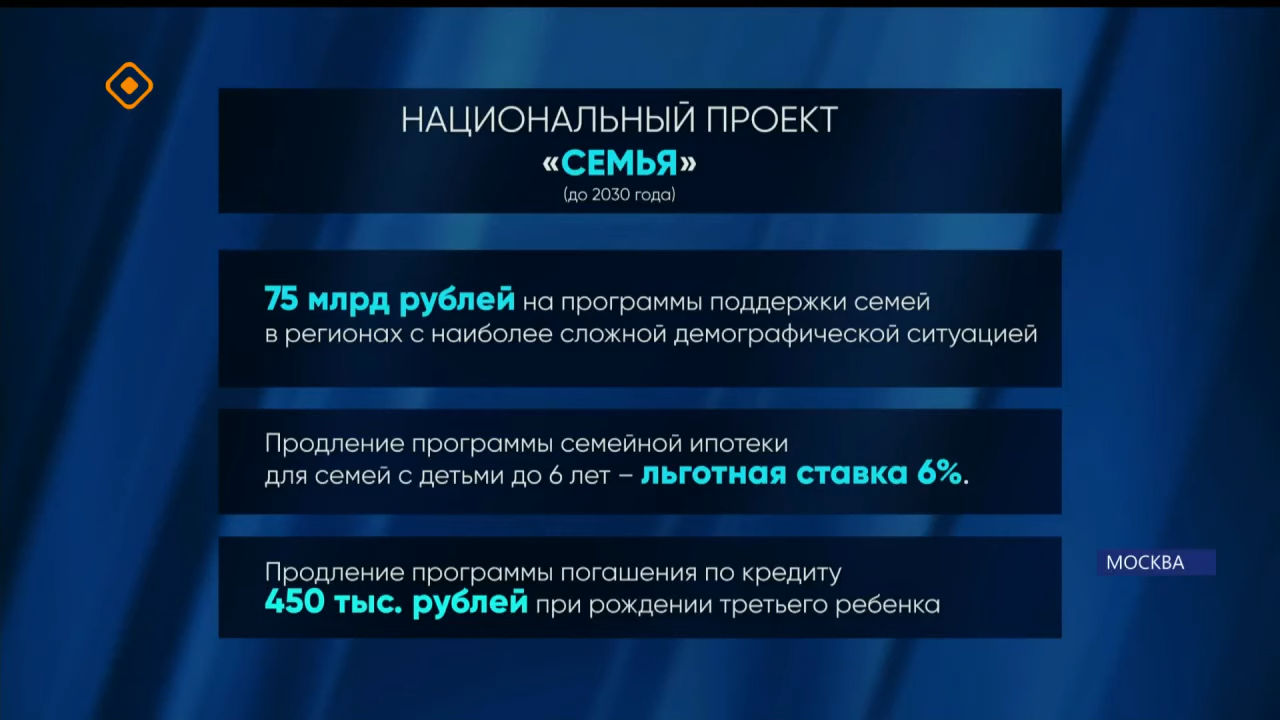 НАЦИОНАЛЬНЫЙ ПРОЕКТ
«СЕМЬЯ»
(до 2030 года)
75 млрд рублей на программы поддержки семей
в регионах с наиболее сложной демографической ситуацией
Продление программы семейной ипотеки
для семей с детьми до 6 лет – льготная ставка 6%.
Продление программы погашения по кредиту
450 тыс. рублей при рождении третьего ребенка
МОСКВА